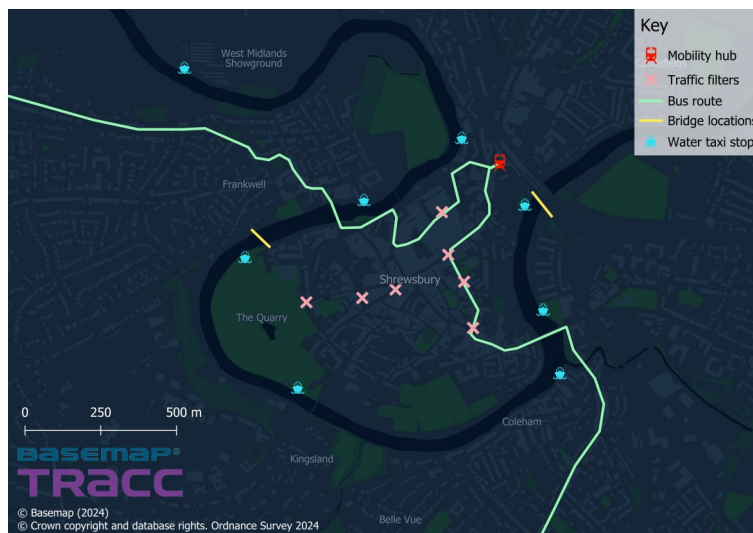 West Midlands
Showground
Key
Mobility hub
Traffic filters
Bus route
Bridge locations
Water taxi stop
Frankwell
Shrewsbury
The Quarry
0 250 500 m
BASEMAP®
TRACC
Kingsland
Coleham
Belle Vue
© Basemap (2024)
© Crown copyright and database rights. Ordnance Survey 2024